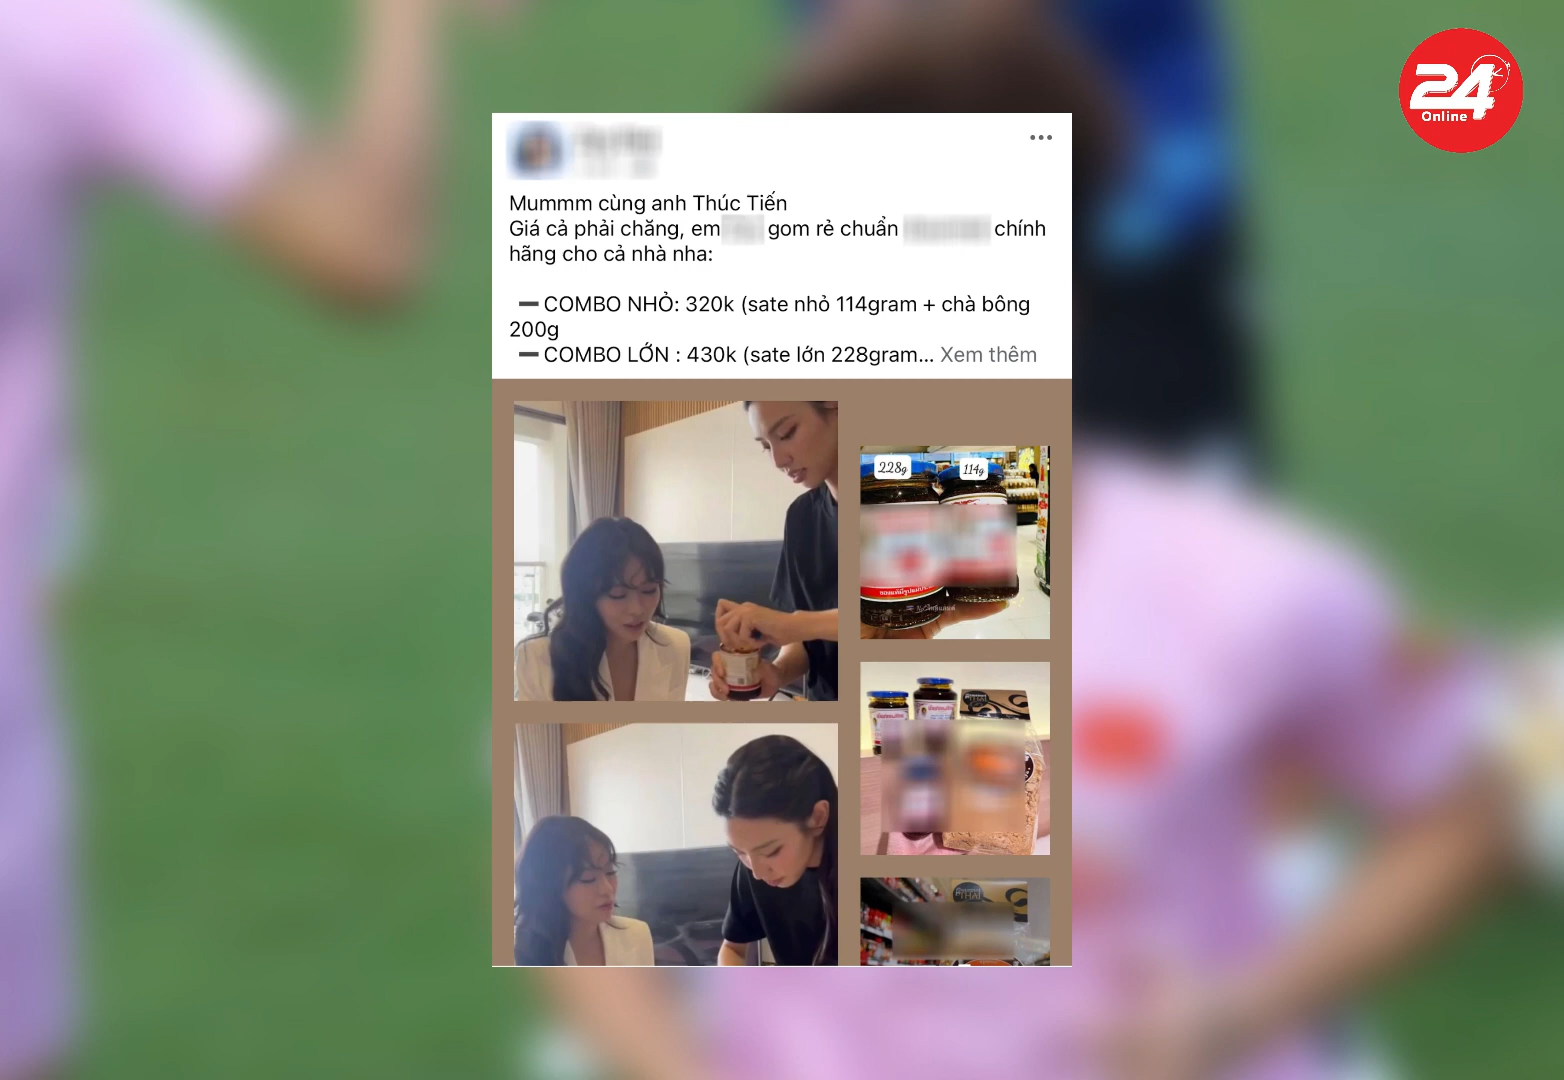 24
Online
Mummm cùng anh Thúc Tiến
Giá cả phải chăng, em gom rẻ chuẩn chính
hãng cho cả nhà nha:
➖ COMBO NHỎ: 320k (sate nhỏ 114gram + chà bông
200g
➖ COMBO LỚN : 430k (sate lớn 228gram... Xem thêm
228g
114g
THAI